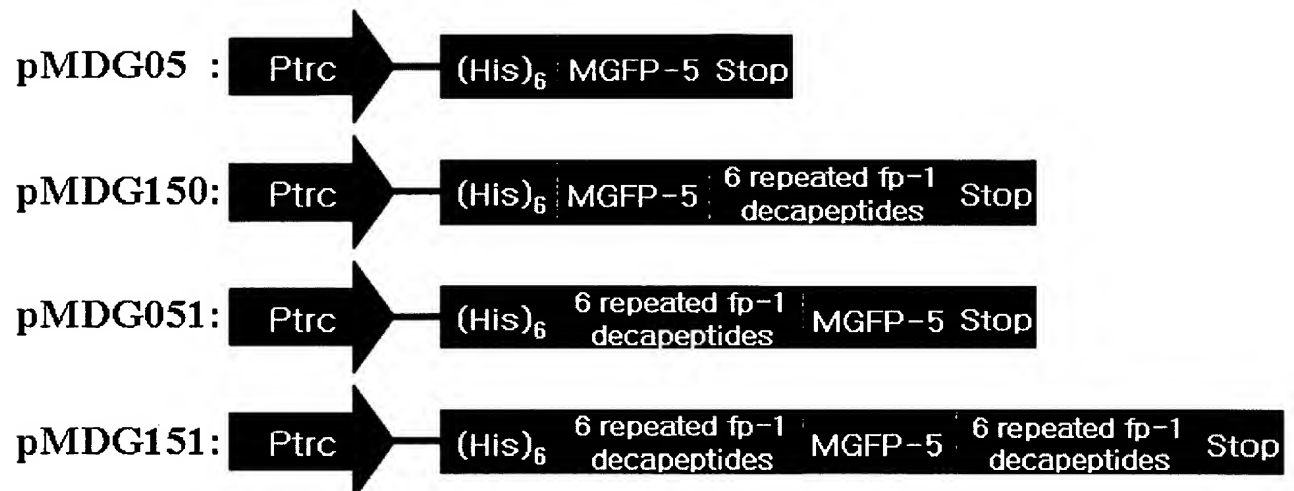 pMDG05 : Ptrc (His)₆ MGFP-5 Stop
pMDG150: Ptrc (His)₆ MGFP-5 6 repeated fp-1 decapeptides Stop
pMDG051: Ptrc (His)₆ 6 repeated fp-1 decapeptides MGFP-5 Stop
pMDG151: Ptrc (His)₆ 6 repeated fp-1 decapeptides MGFP-5 6 repeated fp-1 decapeptides Stop